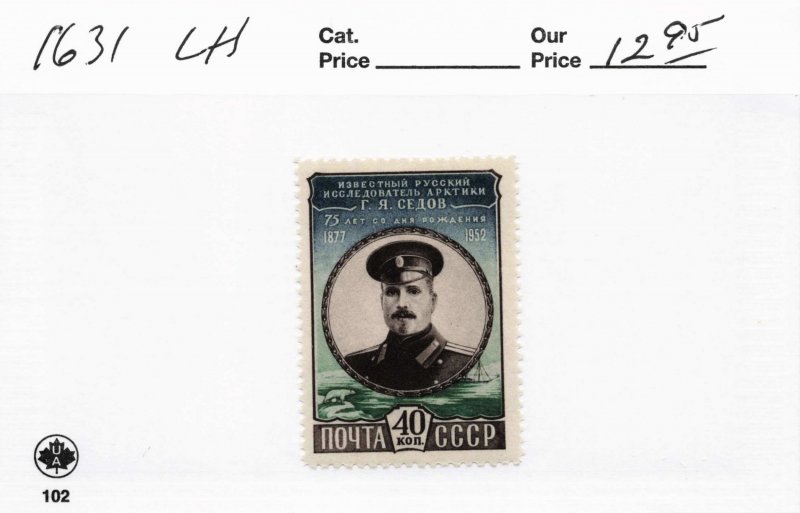 1631 LH
Cat. Price
Our Price 12.95
ИЗВЕСТНЫЙ РУССКИЙ
ИССЛЕДОВАТЕЛЬ АРКТИКИ
Г. Я. СЕДОВ
75 ЛЕТ СО ДНЯ РОЖДЕНИЯ
1877 1952
40
КОП.
ПОЧТА СССР
UAI
102